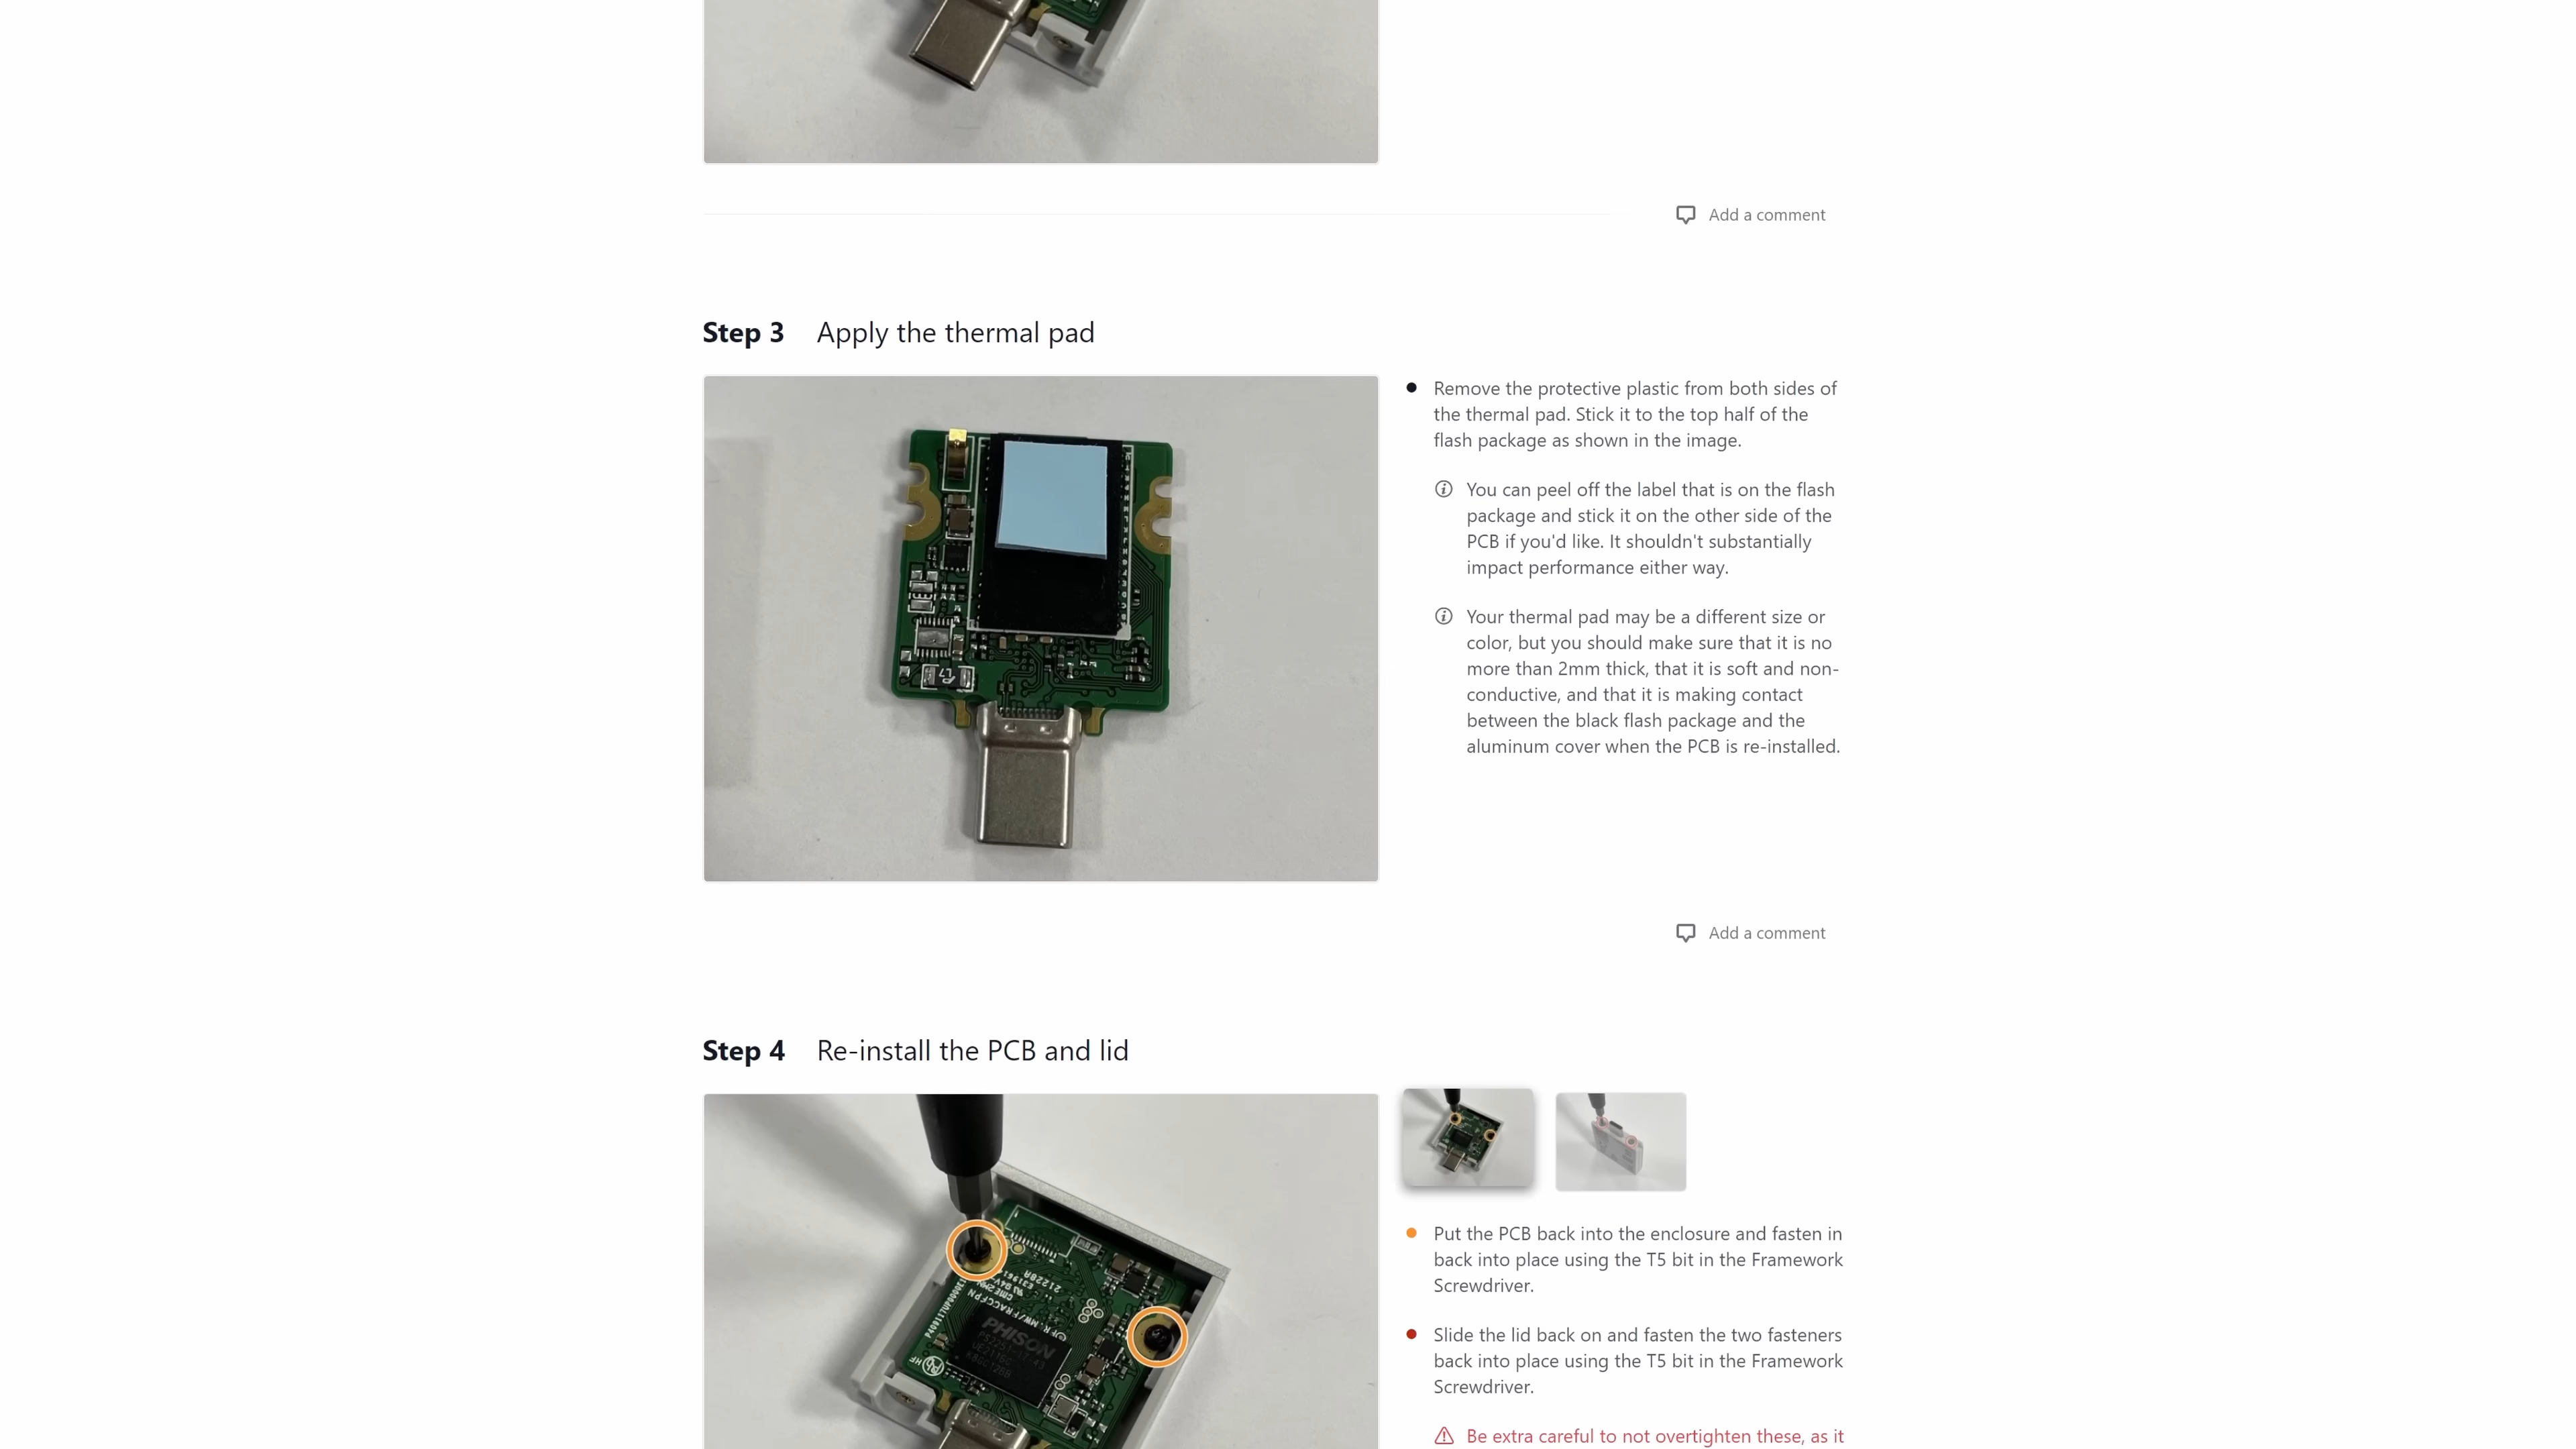 Add a comment
Step 3 Apply the thermal pad
Remove the protective plastic from both sides of
the thermal pad. Stick it to the top half of the
flash package as shown in the image.
You can peel off the label that is on the flash
package and stick it on the other side of the
PCB if you'd like. It shouldn't substantially
impact performance either way.
Your thermal pad may be a different size or
color, but you should make sure that it is no
more than 2mm thick, that it is soft and non-
conductive, and that it is making contact
between the black flash package and the
aluminum cover when the PCB is re-installed.
Add a comment
Step 4 Re-install the PCB and lid
PHISON
Put the PCB back into the enclosure and fasten in
back into place using the T5 bit in the Framework
Screwdriver.
Slide the lid back on and fasten the two fasteners
back into place using the T5 bit in the Framework
Screwdriver.
Be extra careful to not overtighten these, as it